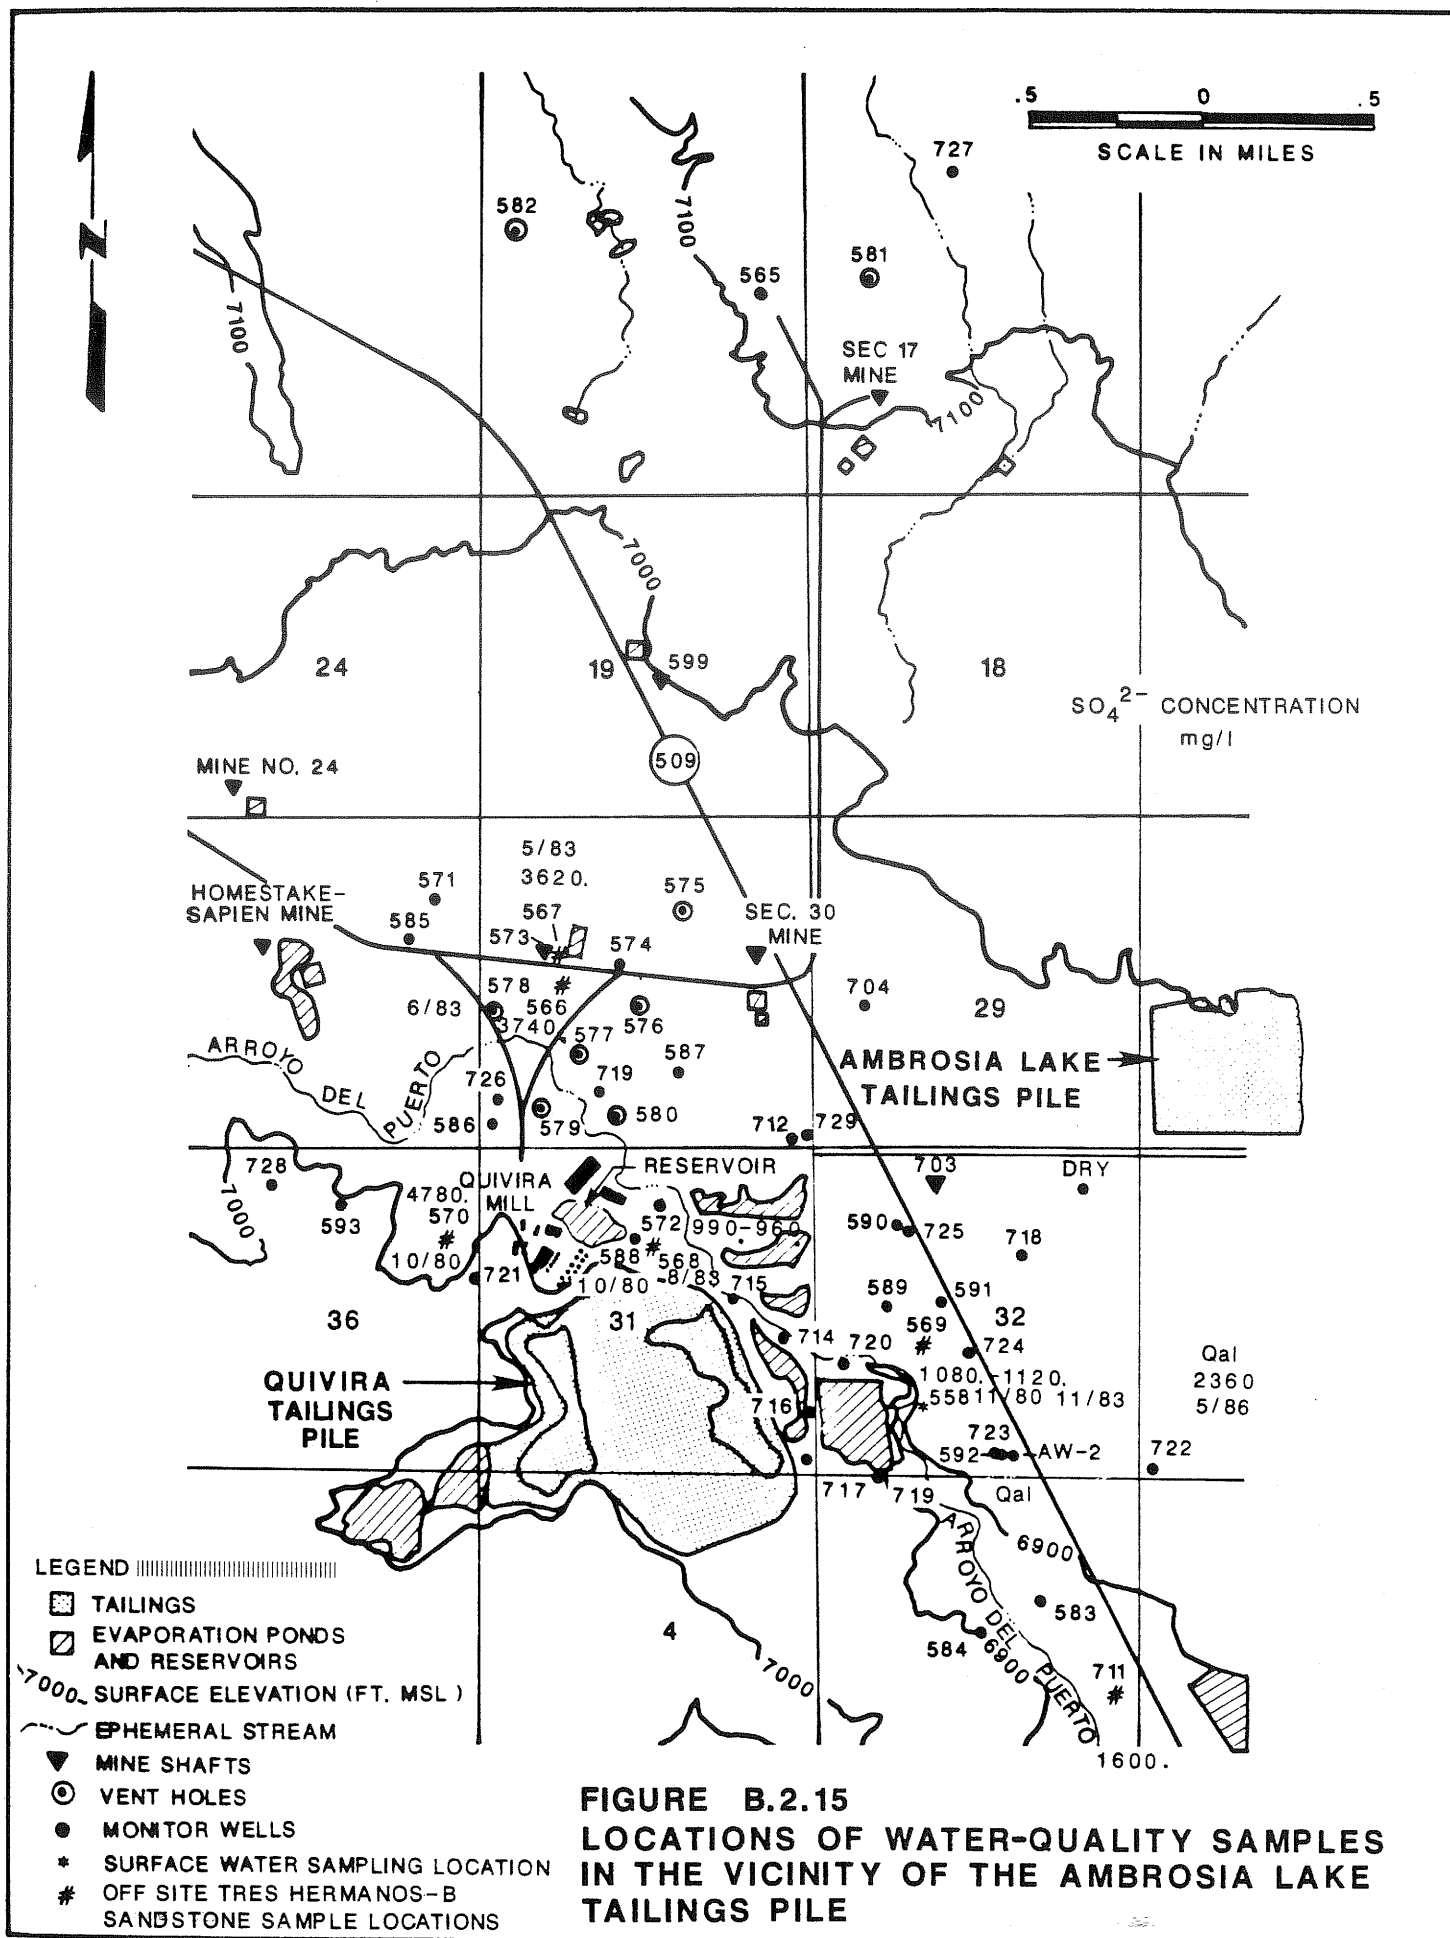 .5 0 .5
SCALE IN MILES
N
727
582
7100
581
565
7100
SEC 17
MINE
7100
7000
24
19
599
18
SO₄²⁻ CONCENTRATION
mg/l
509
MINE NO. 24
5/83
3620.
571
575
HOMESTAKE-
SAPIEN MINE
567
SEC. 30
MINE
585
573
574
578
704
6/83
566
29
3740.
576
577
ARROYO
DEL
PUERTO
587
AMBROSIA LAKE
TAILINGS PILE
726
719
586
579
580
712
729
728
QUIVIRA
MILL
RESERVOIR
703
DRY
7000
4780.
593
570
572
990-960.
590
725
718
10/80
721
588
568
10/80
-8/83
715
589
591
36
31
569
32
714
720
724
QUIVIRA
TAILINGS
PILE
1080.-1120.
Qal
2360
5/86
558
11/80
11/83
716
723
592
AW-2
722
717
719
Qal
ARROYO DEL PUERTO
6900
583
584
6900
4
7000
711
1600.
LEGEND
TAILINGS
EVAPORATION PONDS
AND RESERVOIRS
7000 SURFACE ELEVATION (FT. MSL)
EPHEMERAL STREAM
MINE SHAFTS
VENT HOLES
MONITOR WELLS
* SURFACE WATER SAMPLING LOCATION
# OFF SITE TRES HERMANOS-B
SANDSTONE SAMPLE LOCATIONS
FIGURE B.2.15
LOCATIONS OF WATER-QUALITY SAMPLES
IN THE VICINITY OF THE AMBROSIA LAKE
TAILINGS PILE